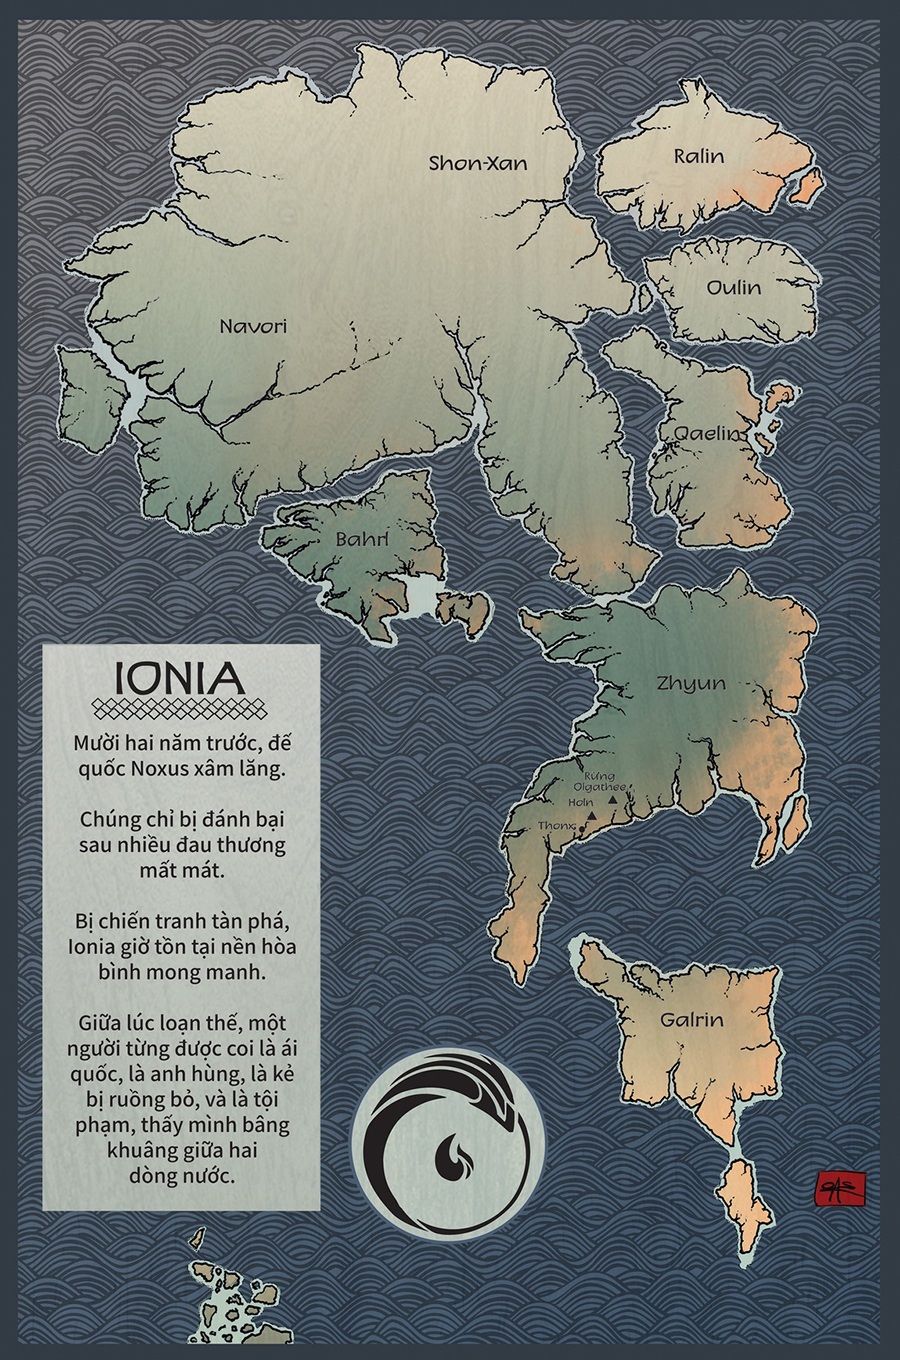 Shon-Xan
Ralin
Oulin
Navori
Qaelin
Bahrl
Zhyun
Rừng
Olgathee
Holn
Thonx
Galrin
IONIA
Mười hai năm trước, đế
quốc Noxus xâm lăng.
Chúng chỉ bị đánh bại
sau nhiều đau thương
mất mát.
Bị chiến tranh tàn phá,
Ionia giờ tồn tại nền hòa
bình mong manh.
Giữa lúc loạn thế, một
người từng được coi là ái
quốc, là anh hùng, là kẻ
bị ruồng bỏ, và là tội
phạm, thấy mình bâng
khuâng giữa hai
dòng nước.